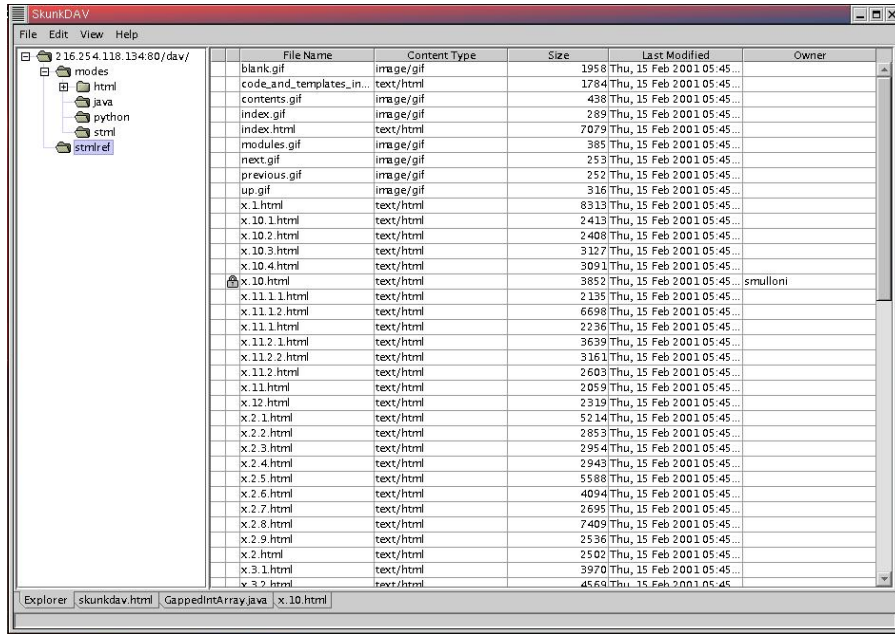 SkunkDAV
File Edit View Help
216.254.118.134:80/dav/
modes
html
java
python
stml
stmlref
File Name Content Type Size Last Modified Owner
blank.gif image/gif 1958 Thu, 15 Feb 2001 05:45...
code_and_templates_in... text/html 1784 Thu, 15 Feb 2001 05:45...
contents.gif image/gif 438 Thu, 15 Feb 2001 05:45...
index.gif image/gif 289 Thu, 15 Feb 2001 05:45...
index.html text/html 7079 Thu, 15 Feb 2001 05:45...
modules.gif image/gif 385 Thu, 15 Feb 2001 05:45...
next.gif image/gif 253 Thu, 15 Feb 2001 05:45...
previous.gif image/gif 252 Thu, 15 Feb 2001 05:45...
up.gif image/gif 316 Thu, 15 Feb 2001 05:45...
x.1.html text/html 8313 Thu, 15 Feb 2001 05:45...
x.10.1.html text/html 2413 Thu, 15 Feb 2001 05:45...
x.10.2.html text/html 2408 Thu, 15 Feb 2001 05:45...
x.10.3.html text/html 3127 Thu, 15 Feb 2001 05:45...
x.10.4.html text/html 3091 Thu, 15 Feb 2001 05:45...
x.10.html text/html 3852 Thu, 15 Feb 2001 05:45... smulloni
x.11.1.1.html text/html 2135 Thu, 15 Feb 2001 05:45...
x.11.1.2.html text/html 6698 Thu, 15 Feb 2001 05:45...
x.11.1.html text/html 2236 Thu, 15 Feb 2001 05:45...
x.11.2.1.html text/html 3639 Thu, 15 Feb 2001 05:45...
x.11.2.2.html text/html 3161 Thu, 15 Feb 2001 05:45...
x.11.2.html text/html 2603 Thu, 15 Feb 2001 05:45...
x.11.html text/html 2059 Thu, 15 Feb 2001 05:45...
x.12.html text/html 2319 Thu, 15 Feb 2001 05:45...
x.2.1.html text/html 5214 Thu, 15 Feb 2001 05:45...
x.2.2.html text/html 2853 Thu, 15 Feb 2001 05:45...
x.2.3.html text/html 2954 Thu, 15 Feb 2001 05:45...
x.2.4.html text/html 2943 Thu, 15 Feb 2001 05:45...
x.2.5.html text/html 5588 Thu, 15 Feb 2001 05:45...
x.2.6.html text/html 4094 Thu, 15 Feb 2001 05:45...
x.2.7.html text/html 2695 Thu, 15 Feb 2001 05:45...
x.2.8.html text/html 7409 Thu, 15 Feb 2001 05:45...
x.2.9.html text/html 2536 Thu, 15 Feb 2001 05:45...
x.2.html text/html 2502 Thu, 15 Feb 2001 05:45...
x.3.1.html text/html 3970 Thu, 15 Feb 2001 05:45...
x.3.2.html text/html 4569 Thu, 15 Feb 2001 05:45...
Explorer skunkdav.html GappedIntArray.java x.10.html